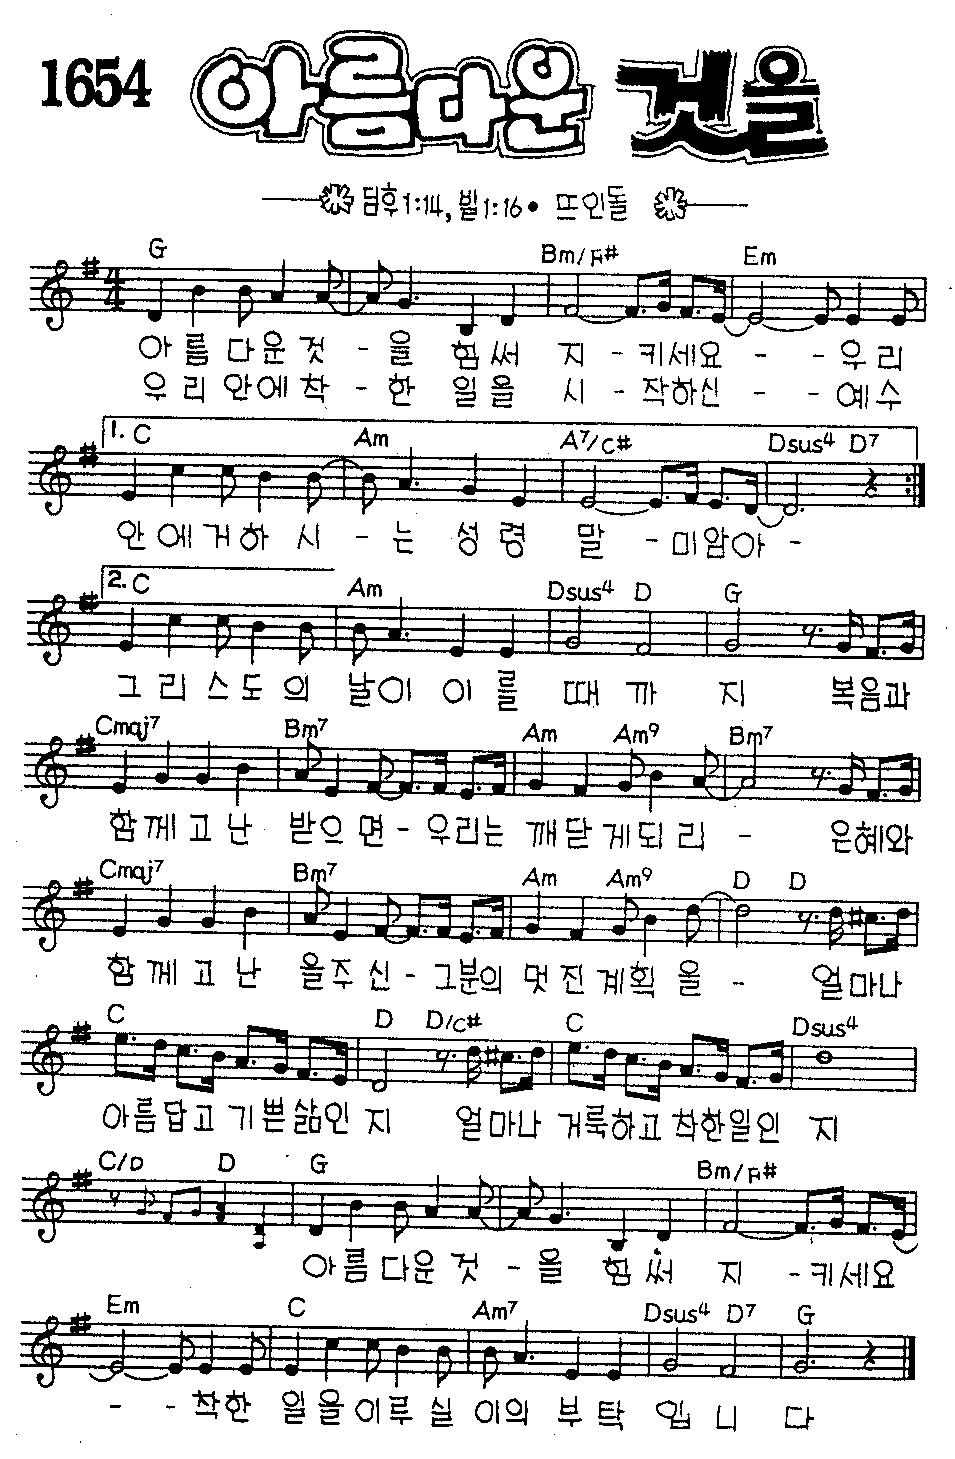 1654 아름다운 것을
딤후1:14, 빌1:16 • 뜨인돌
G Bm/F# Em
4/4
아름 다운 것 - 을 힘써 지 - 키세요 - - 우리
우리 안에 착 - 한 일을 시 - 작하신 - - 예수
1. C Am A7/C# Dsus4 D7
안에 거하 시 - 는 성령 말 - 미암아 -
2. C Am Dsus4 D G
그리스도의 날이 이를 때까지 복음과
Cmaj7 Bm7 Am Am9 Bm7
함께 고난 받으면 - 우리는 깨닫게되리 - 은혜와
Cmaj7 Bm7 Am Am9 D D
함께 고난 을주신 - 그분의 멋진계획을 - 얼마나
C D D/C# C Dsus4
아름답고 기쁜삶인지 얼마나 거룩하고 착한일인 지
C/D D G Bm/F#
아름 다운 것 - 을 힘써 지 - 키세요
Em C Am7 Dsus4 D7 G
- - 착한 일을이루실 이의 부탁 입니다